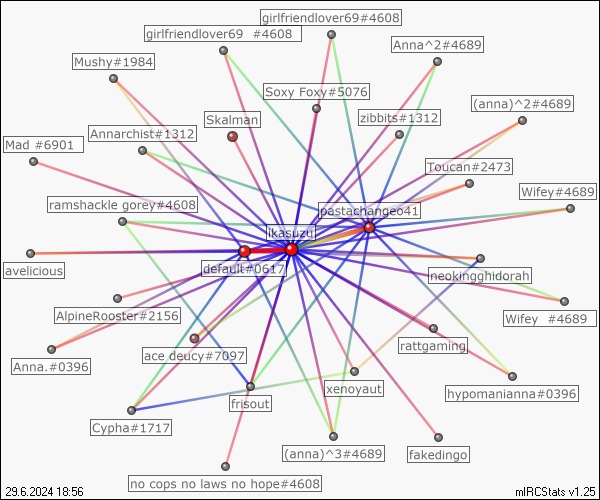 girlfriendlover69#4608
girlfriendlover69  #4608
Anna^2#4689
Mushy#1984
Soxy Foxy#5076
(anna)^2#4689
Skalman
zibbits#1312
Annarchist#1312
Mad #6901
Toucan#2473
Wifey#4689
ramshackle gorey#4608
pastachangeo41
ikasuzu
default#0617
avelicious
neokingghidorah
AlpineRooster#2156
Wifey  #4689
rattgaming
Anna.#0396
ace deucy#7097
xenoyaut
hypomanianna#0396
frisout
Cypha#1717
(anna)^3#4689
fakedingo
no cops no laws no hope#4608
29.6.2024 18:56
mIRCStats v1.25